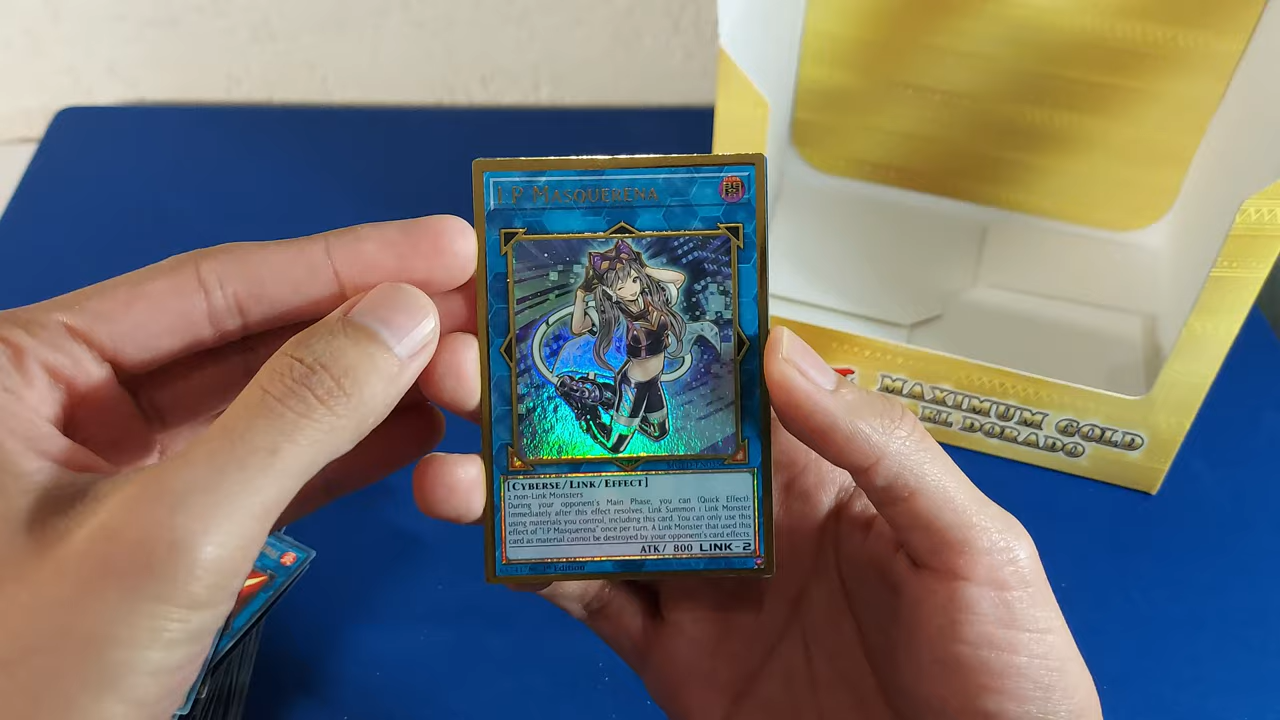 I:P MASQUERENA
DARK
[CYBERSE/LINK/EFFECT]
2 non-Link Monsters
During your opponent's Main Phase, you can (Quick Effect):
Immediately after this effect resolves, Link Summon 1 Link Monster
using materials you control, including this card. You can only use this
effect of "I:P Masquerena" once per turn. A Link Monster that used this
card as material cannot be destroyed by your opponent's card effects.
ATK/ 800 LINK-2
Edition
MAXIMUM GOLD
EL DORADO